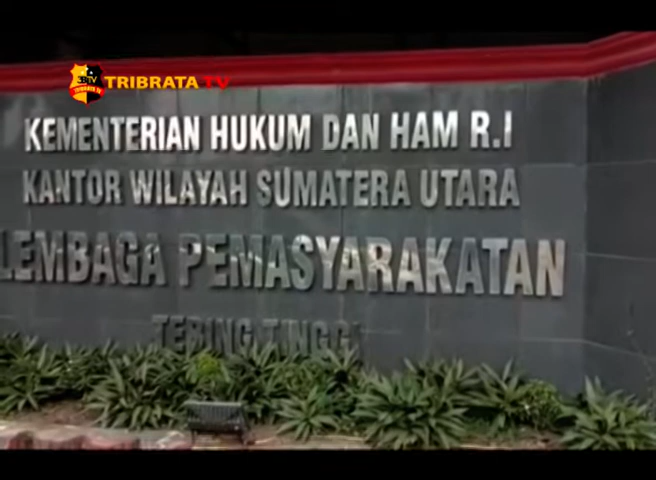 TRIBRATA TV
KEMENTERIAN HUKUM DAN HAM R.I
KANTOR WILAYAH SUMATERA UTARA
LEMBAGA PEMASYARAKATAN
TEBING TINGGI